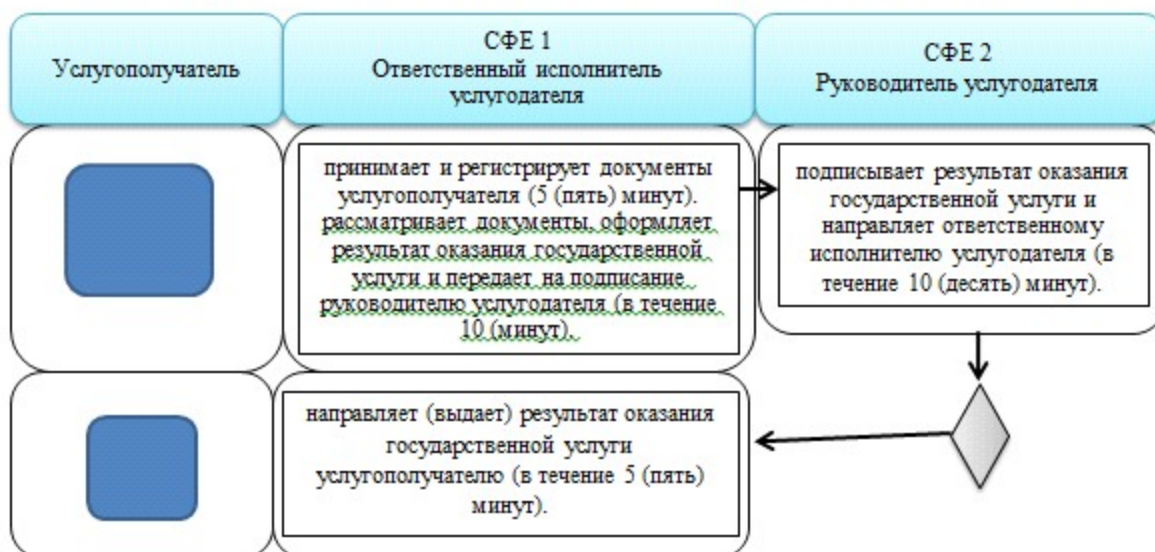 Услугополучатель
СФЕ 1
Ответственный исполнитель
услугодателя
СФЕ 2
Руководитель услугодателя
принимает и регистрирует документы
услугополучателя (5 (пять) минут).
рассматривает документы, оформляет
результат оказания государственной
услуги и передает на подписание
руководителю услугодателя (в течение
10 (минут).
подписывает результат оказания
государственной услуги и
направляет ответственному
исполнителю услугодателя (в
течение 10 (десять) минут).
направляет (выдает) результат оказания
государственной услуги
услугополучателю (в течение 5 (пять)
минут).